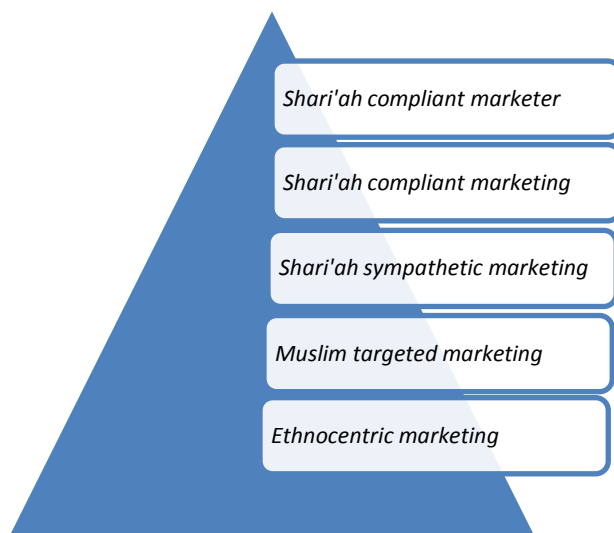 Shari'ah compliant marketer
Shari'ah compliant marketing
Shari'ah sympathetic marketing
Muslim targeted marketing
Ethnocentric marketing